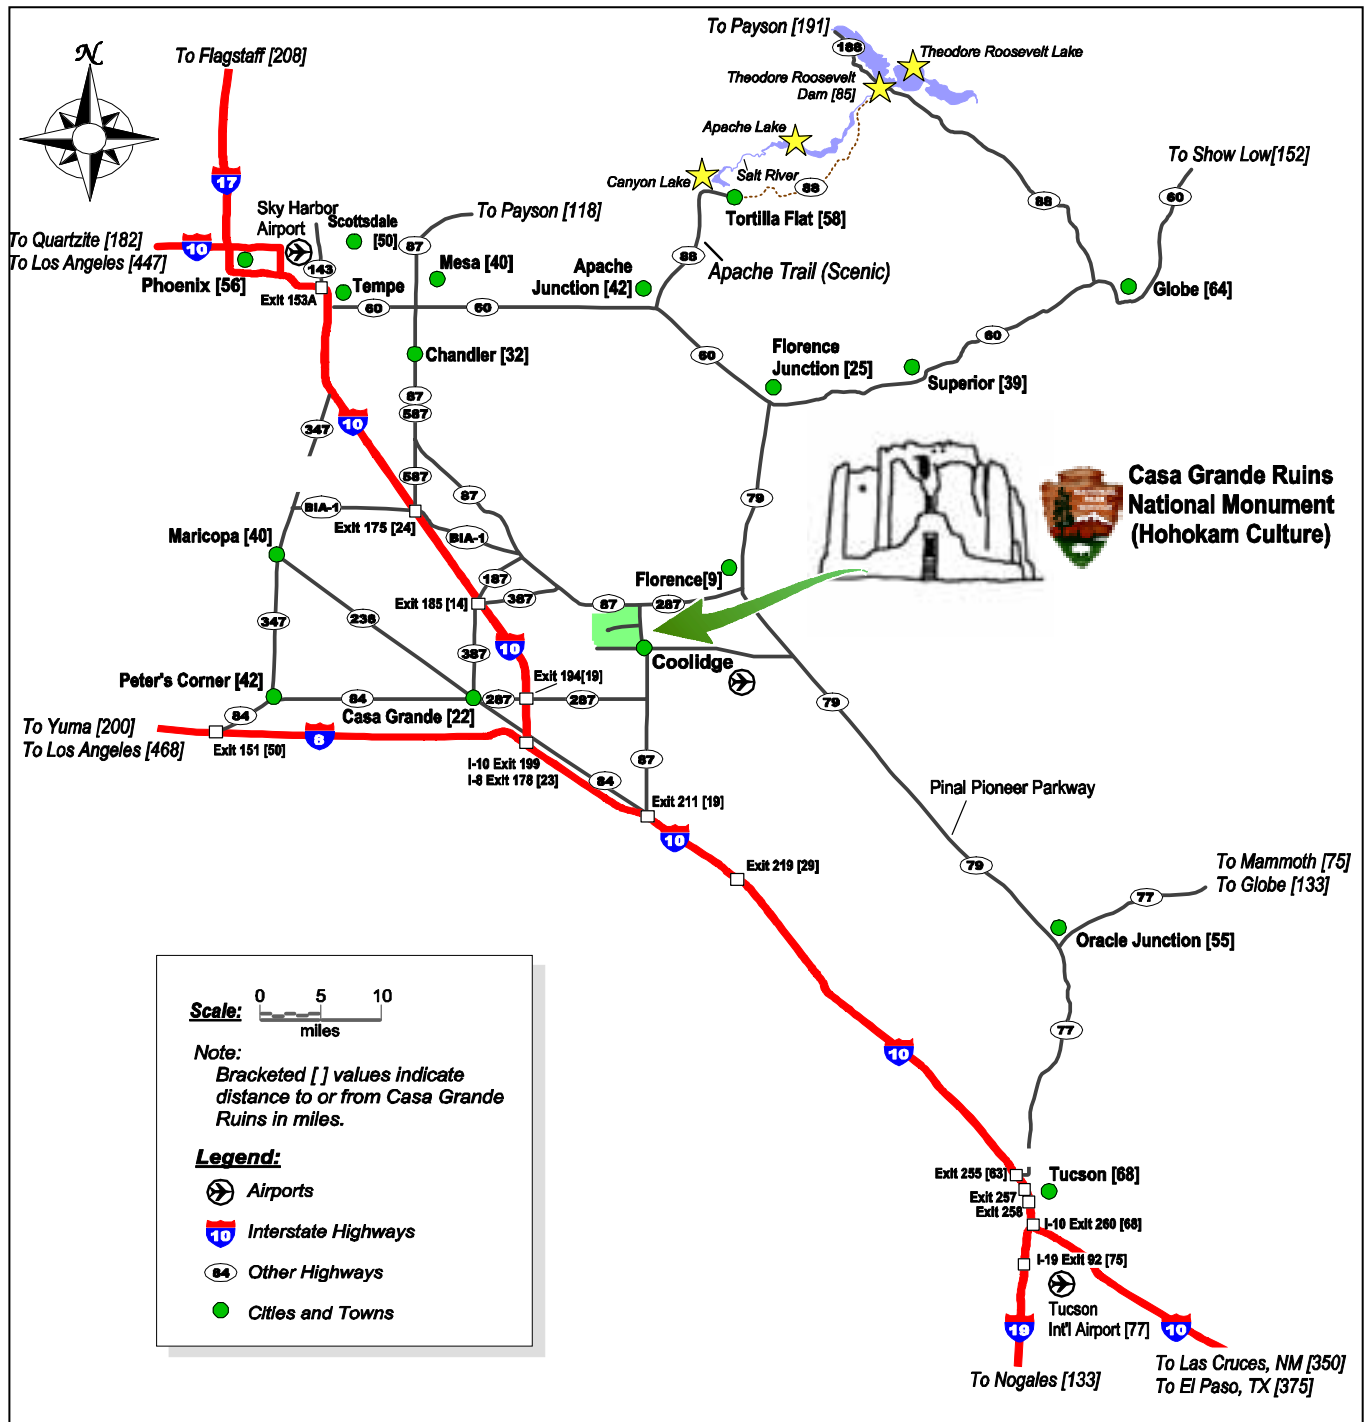 N
To Flagstaff [208]
17
To Payson [191]
188
Theodore Roosevelt Lake
Theodore Roosevelt
Dam [85]
Apache Lake
Canyon Lake
Salt River
88
Tortilla Flat [58]
88
Apache Trail (Scenic)
88
To Show Low[152]
60
Globe [64]
Sky Harbor
Airport
Scottsdale
[50]
87
To Payson [118]
To Quartzite [182]
To Los Angeles [447]
10
143
Phoenix [56]
Exit 153A
Tempe
Mesa [40]
60
60
Apache
Junction [42]
60
Chandler [32]
Florence
Junction [25]
60
Superior [39]
87
587
347
10
587
87
79
Casa Grande Ruins
National Monument
(Hohokam Culture)
BIA-1
Exit 175 [24]
BIA-1
Maricopa [40]
187
387
Exit 185 [14]
Florence[9]
87
287
347
238
387
10
Coolidge
Exit 194[19]
Peter's Corner [42]
84
84
Casa Grande [22]
287
287
79
To Yuma [200]
To Los Angeles [468]
8
Exit 151 [50]
I-10 Exit 199
I-8 Exit 178 [23]
84
87
Exit 211 [19]
10
Pinal Pioneer Parkway
Exit 219 [29]
79
To Mammoth [75]
To Globe [133]
77
Oracle Junction [55]
77
10
Scale:
0 5 10
miles
Note:
Bracketed [ ] values indicate
distance to or from Casa Grande
Ruins in miles.
Legend:
Airports
10
Interstate Highways
84
Other Highways
Cities and Towns
Exit 255 [63]
Tucson [68]
Exit 257
Exit 258
I-10 Exit 260 [68]
I-19 Exit 92 [75]
Tucson
Int'l Airport [77]
19
10
To Nogales [133]
To Las Cruces, NM [350]
To El Paso, TX [375]